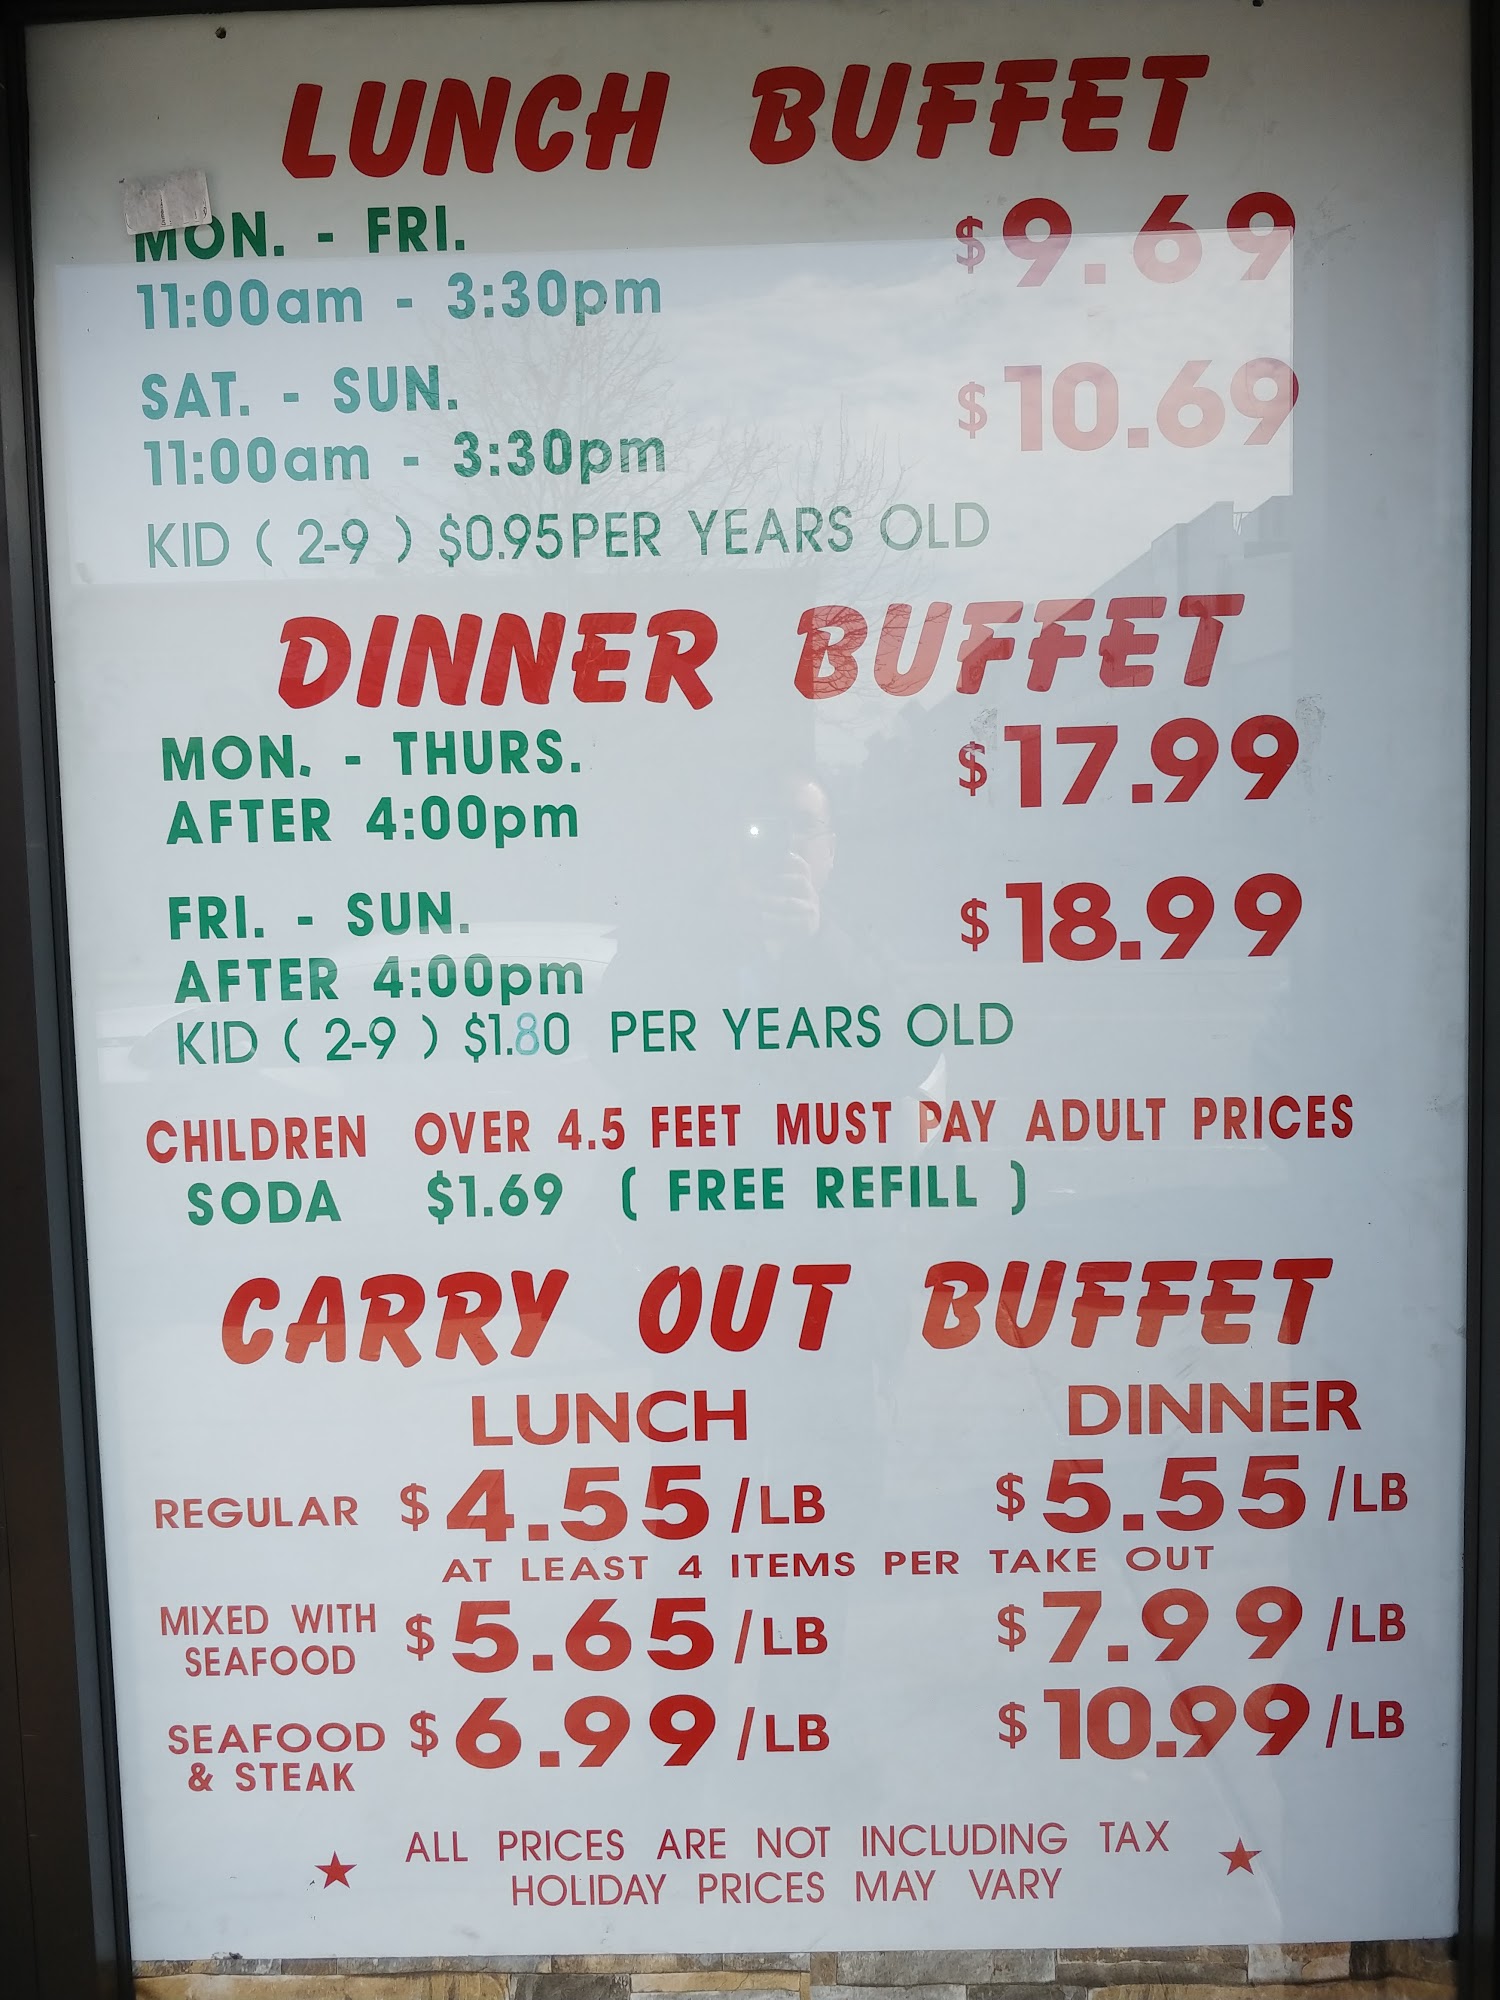 LUNCH BUFFET
MON. - FRI. $9.69
11:00am - 3:30pm
SAT. - SUN. $10.69
11:00am - 3:30pm
KID ( 2-9 ) $0.95PER YEARS OLD
DINNER BUFFET
MON. - THURS. $17.99
AFTER 4:00pm
FRI. - SUN. $18.99
AFTER 4:00pm
KID ( 2-9 ) $1.80 PER YEARS OLD
CHILDREN OVER 4.5 FEET MUST PAY ADULT PRICES
SODA $1.69 ( FREE REFILL )
CARRY OUT BUFFET
LUNCH DINNER
REGULAR $4.55/LB $5.55/LB
AT LEAST 4 ITEMS PER TAKE OUT
MIXED WITH
SEAFOOD $5.65/LB $7.99/LB
SEAFOOD
& STEAK $6.99/LB $10.99/LB
ALL PRICES ARE NOT INCLUDING TAX
HOLIDAY PRICES MAY VARY